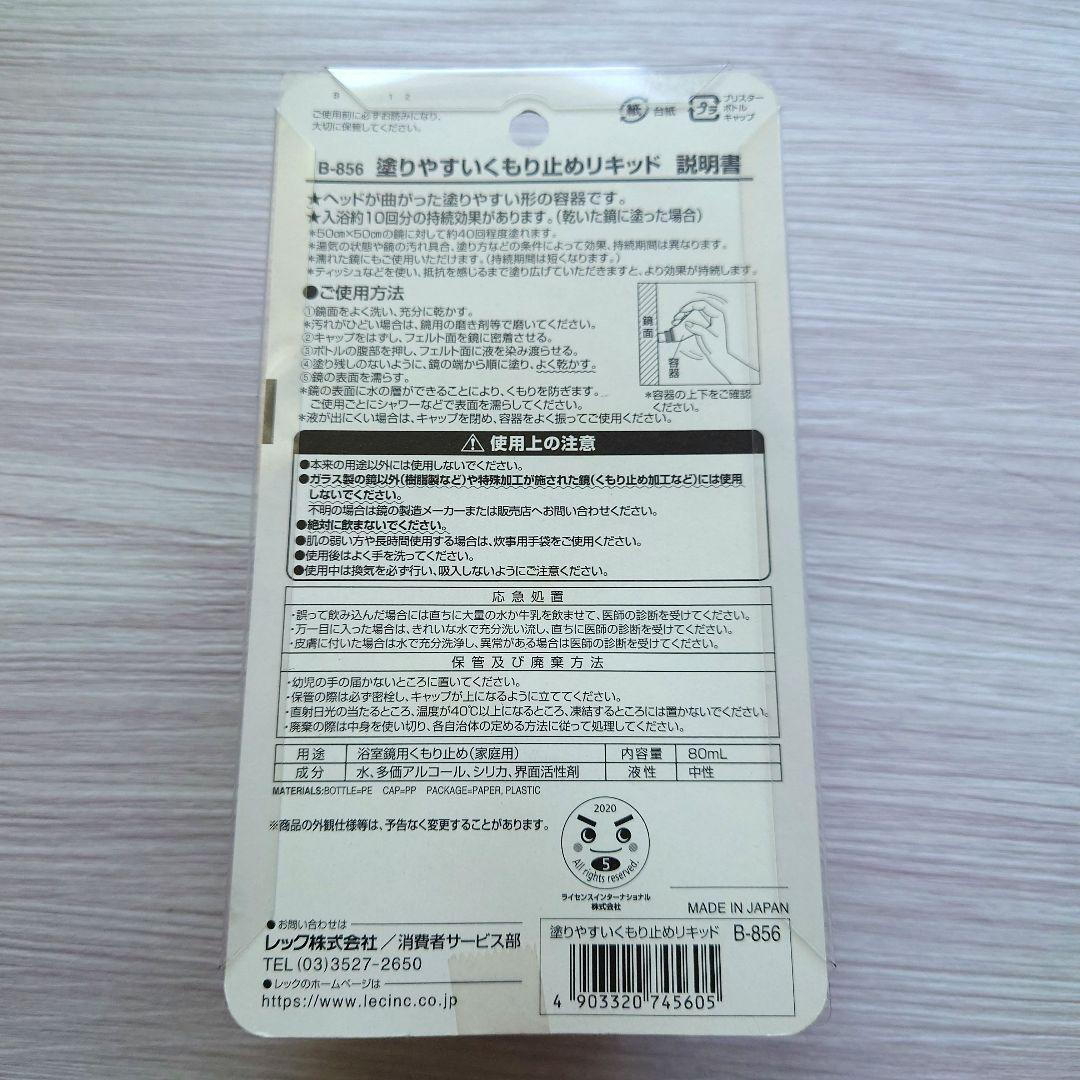 B 12
ご使用前に必ずお読みになり、
大切に保管してください。
紙 台紙 プラ ブリスター
ボトル
キャップ
B-856 塗りやすいくもり止めリキッド 説明書
★ヘッドが曲がった塗りやすい形の容器です。
★入浴約10回分の持続効果があります。(乾いた鏡に塗った場合)
*50cm×50cmの鏡に対して約40回程度塗れます。
*湯気の状態や鏡の汚れ具合、塗り方などの条件によって効果、持続期間は異なります。
*濡れた鏡にもご使用いただけます。(持続期間は短くなります。)
*ティッシュなどを使い、抵抗を感じるまで塗り広げていただきますと、より効果が持続します。
●ご使用方法
①鏡面をよく洗い、充分に乾かす。
*汚れがひどい場合は、鏡用の磨き剤等で磨いてください。
②キャップをはずし、フェルト面を鏡に密着させる。
③ボトルの腹部を押し、フェルト面に液を染み渡らせる。
④塗り残しのないように、鏡の端から順に塗り、よく乾かす。
⑤鏡の表面を濡らす。
*鏡の表面に水の層ができることにより、くもりを防ぎます。
ご使用ごとにシャワーなどで表面を濡らしてください。
*液が出にくい場合は、キャップを閉め、容器をよく振ってご使用ください。
鏡面
容器
*容器の上下をご確認
ください。
⚠ 使用上の注意
●本来の用途以外には使用しないでください。
●ガラス製の鏡以外(樹脂製など)や特殊加工が施された鏡(くもり止め加工など)には使用
しないでください。
不明の場合は鏡の製造メーカーまたは販売店へお問い合わせください。
●絶対に飲まないでください。
●肌の弱い方や長時間使用する場合は、炊事用手袋をご使用ください。
●使用後はよく手を洗ってください。
●使用中は換気を必ず行い、吸入しないようにご注意ください。
応急処置
・誤って飲み込んだ場合には直ちに大量の水か牛乳を飲ませて、医師の診断を受けてください。
・万一目に入った場合は、きれいな水で充分洗い流し、直ちに医師の診断を受けてください。
・皮膚に付いた場合は水で充分洗浄し、異常がある場合は医師の診断を受けてください。
保管及び廃棄方法
・幼児の手の届かないところに置いてください。
・保管の際は必ず密栓し、キャップが上になるように立ててください。
・直射日光の当たるところ、温度が40℃以上になるところ、凍結するところには置かないでください。
・廃棄の際は中身を使い切り、各自治体の定める方法に従って処理してください。
用途 浴室鏡用くもり止め(家庭用) 内容量 80mL
成分 水、多価アルコール、シリカ、界面活性剤 液性 中性
MATERIALS:BOTTLE=PE CAP=PP PACKAGE=PAPER, PLASTIC
※商品の外観仕様等は、予告なく変更することがあります。
2020
5
All rights reserved.
ライセンスインターナショナル
株式会社
MADE IN JAPAN
●お問い合わせは
レック株式会社/消費者サービス部
TEL (03)3527-2650
●レックのホームページは
https://www.lecinc.co.jp
塗りやすいくもり止めリキッド B-856
4 903320 745605